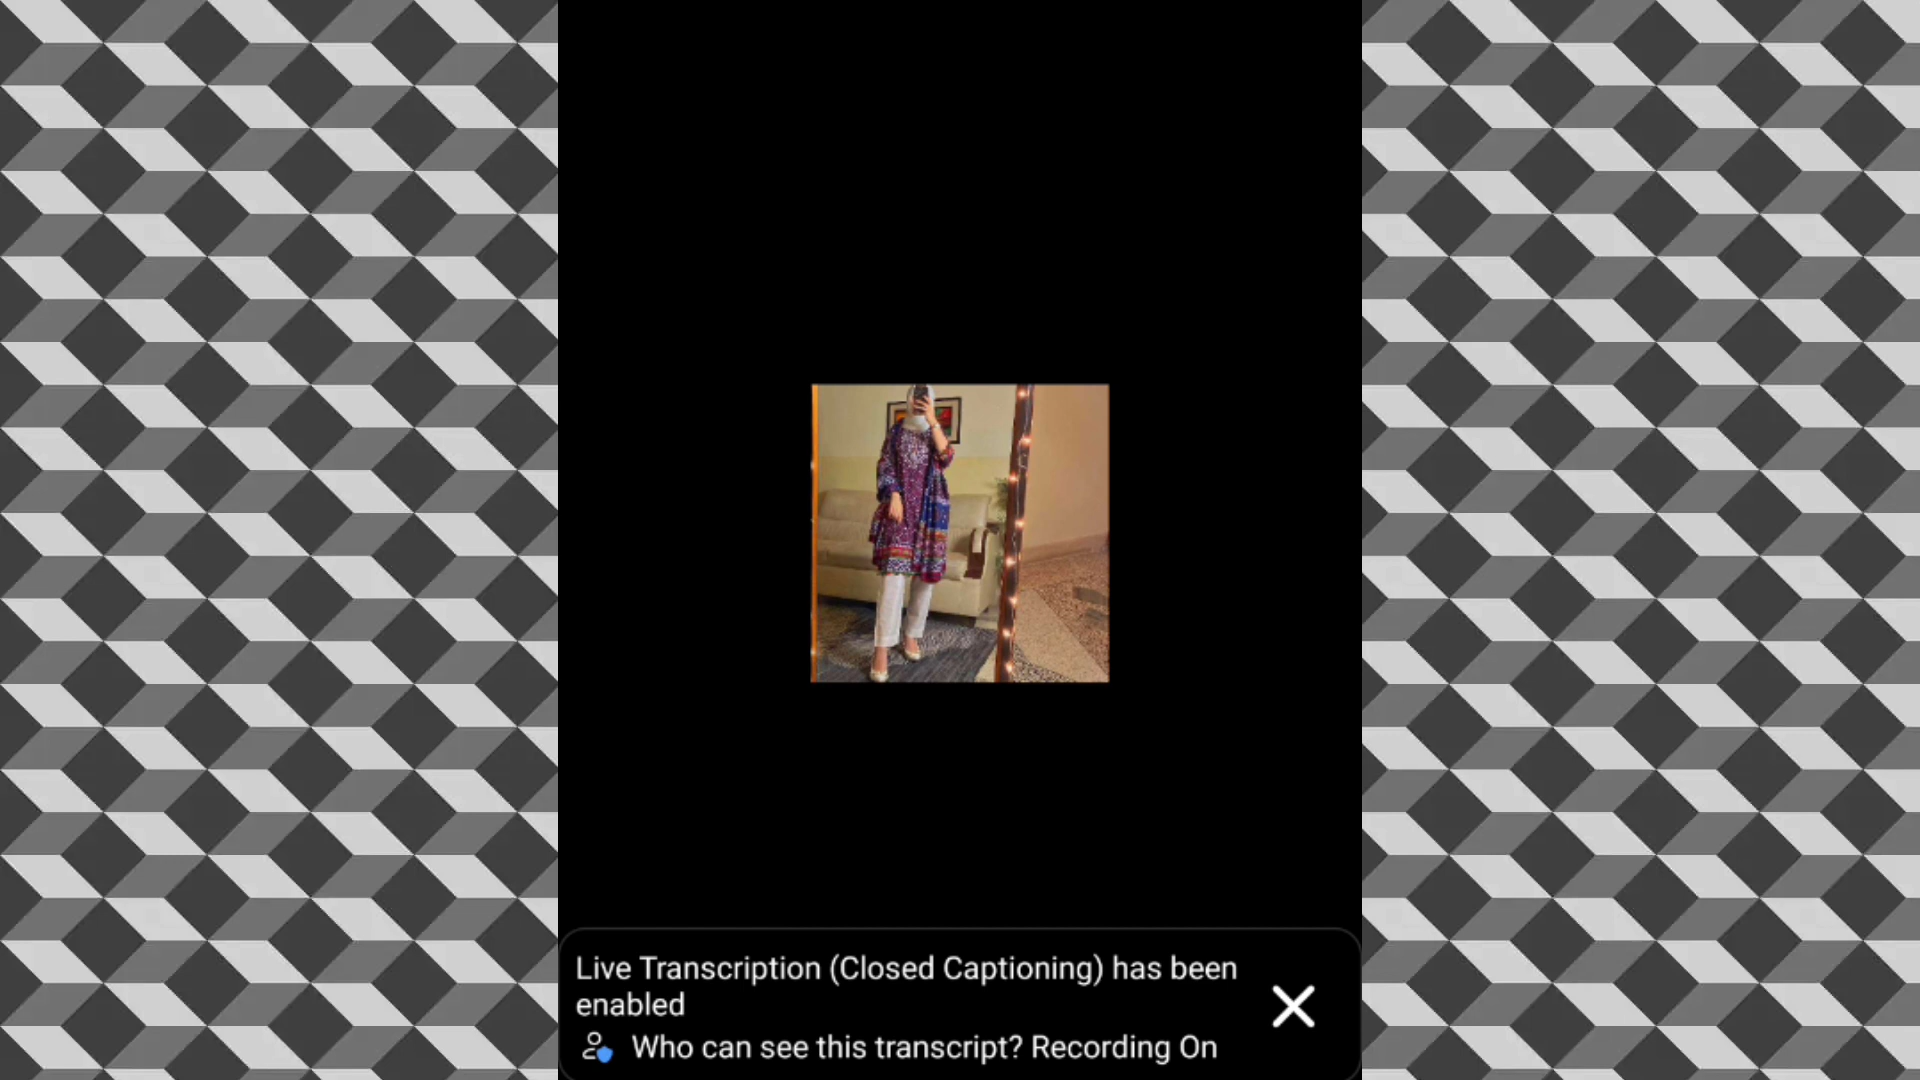 Live Transcription (Closed Captioning) has been
enabled
Who can see this transcript? Recording On